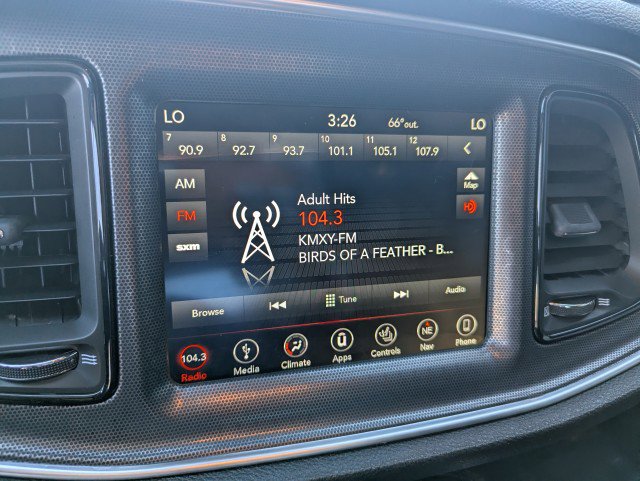 LO 3:26 66°out. LO
7 8 9 10 11 12
90.9 92.7 93.7 101.1 105.1 107.9
AM
Map
Adult Hits
FM 104.3
KMXY-FM
sxm
BIRDS OF A FEATHER - B...
Browse Tune Audio
104.3 NE
Radio Media Climate Apps Controls Nav Phone